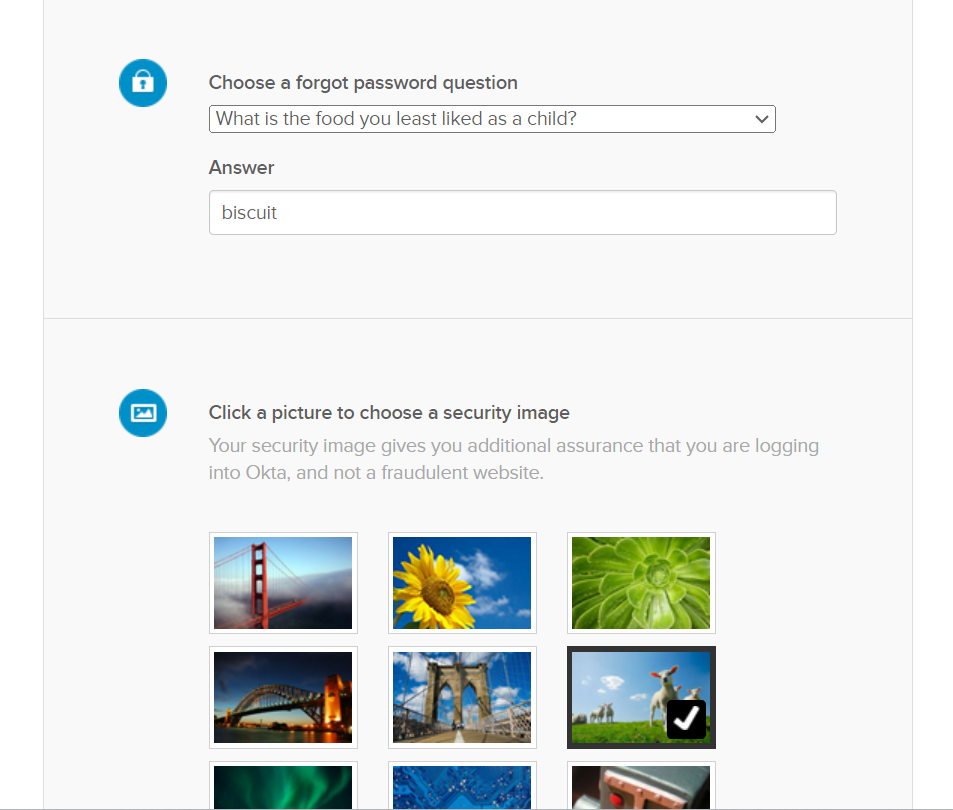 Choose a forgot password question
What is the food you least liked as a child?
Answer
biscuit
Click a picture to choose a security image
Your security image gives you additional assurance that you are logging
into Okta, and not a fraudulent website.